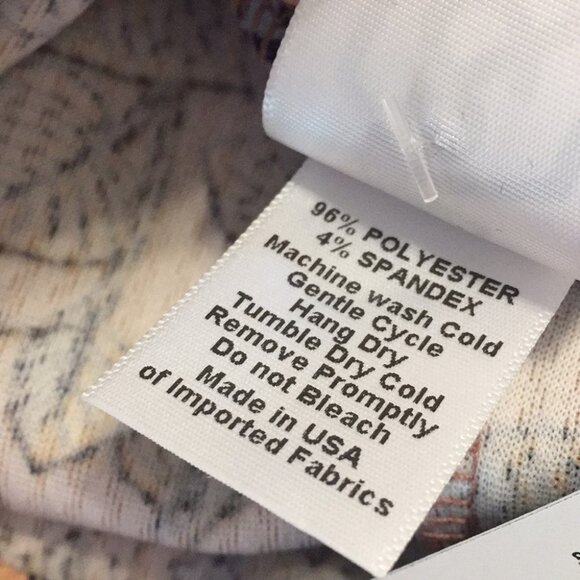 96% POLYESTER
4% SPANDEX
Machine wash Cold
Gentle Cycle
Hang Dry
Tumble Dry Cold
Remove Promptly
Do not Bleach
Made in USA
of Imported Fabrics